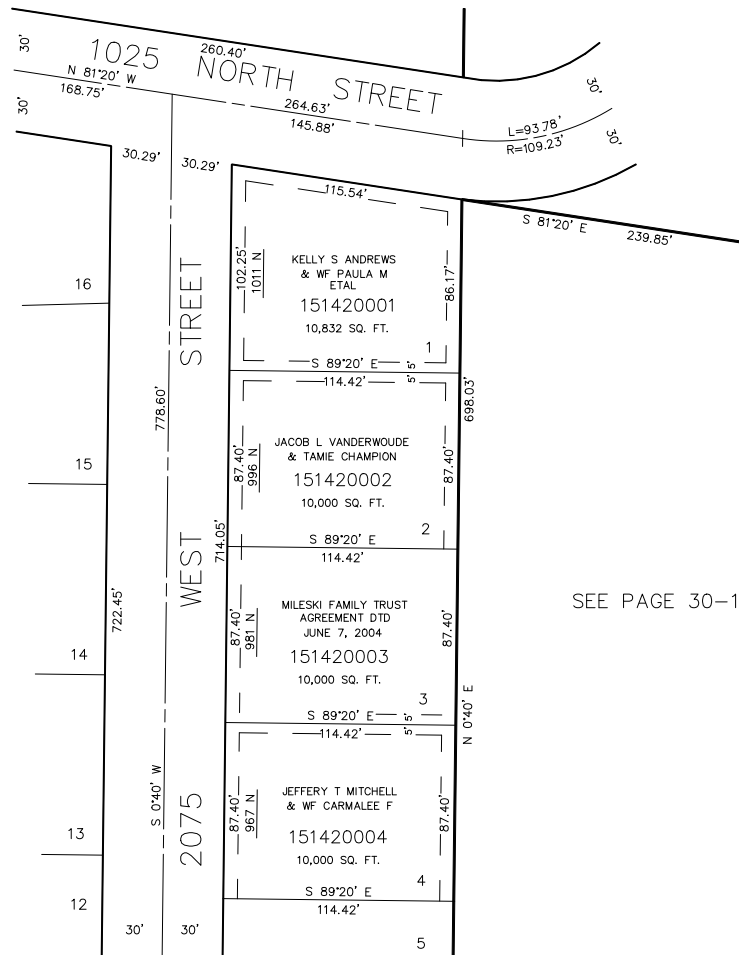 30'
260.40'
1025 NORTH STREET
N 81°20' W
168.75'
264.63'
145.88'
30'
30'
L=93.78'
R=109.23'
30'
30.29'
30.29'
115.54'
S 81°20' E
239.85'
16
STREET
102.25'
1011 N
KELLY S ANDREWS
& WF PAULA M
ETAL
151420001
10,832 SQ. FT.
86.17'
1
S 89°20' E
5'
5'
114.42'
778.60'
698.03'
15
87.40'
996 N
JACOB L VANDERWOUDE
& TAMIE CHAMPION
151420002
10,000 SQ. FT.
87.40'
2
S 89°20' E
114.42'
714.05'
WEST
722.45'
14
87.40'
981 N
MILESKI FAMILY TRUST
AGREEMENT DTD
JUNE 7, 2004
151420003
10,000 SQ. FT.
87.40'
3
SEE PAGE 30-1
S 89°20' E
5'
5'
114.42'
N 0°40' E
S 0°40' W
2075
13
87.40'
967 N
JEFFERY T MITCHELL
& WF CARMALEE F
151420004
10,000 SQ. FT.
87.40'
4
S 89°20' E
114.42'
12
30'
30'
5